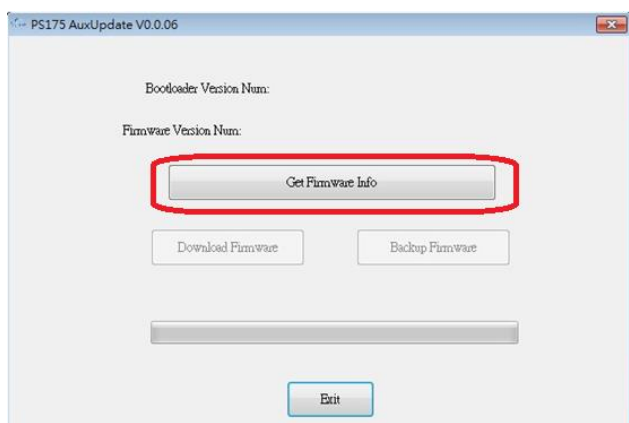 PS175 AuxUpdate V0.0.06
Bootloader Version Num:
Firmware Version Num:
Get Firmware Info
Download Firmware Backup Firmware
Exit